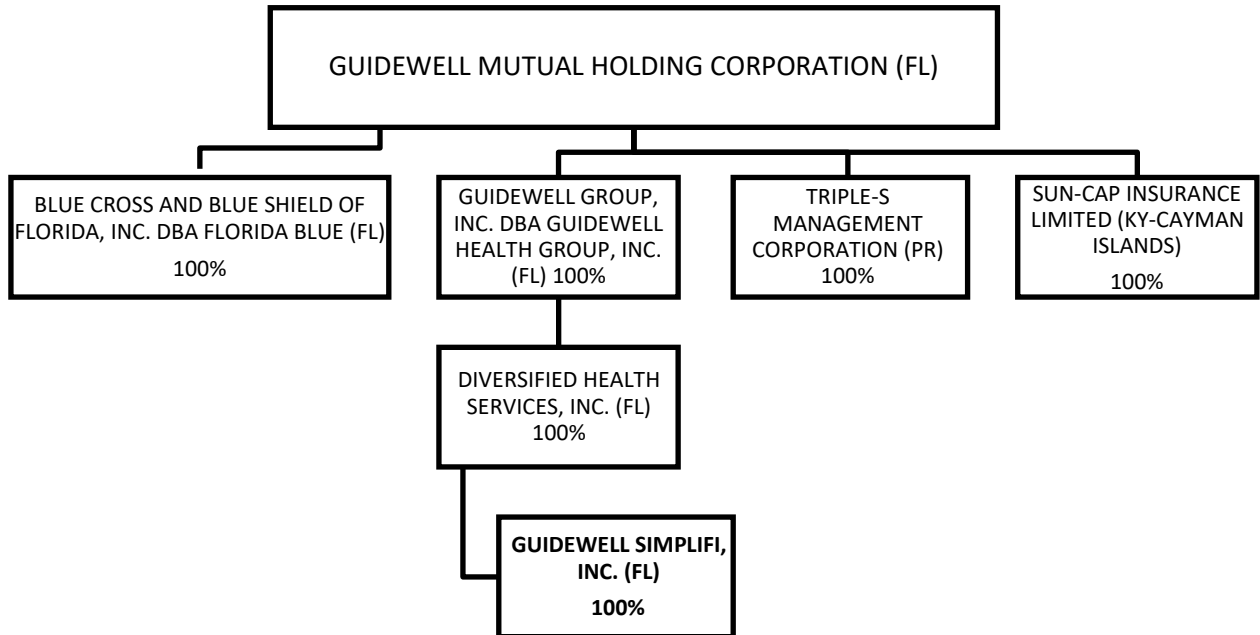 GUIDEWELL MUTUAL HOLDING CORPORATION (FL)
BLUE CROSS AND BLUE SHIELD OF
FLORIDA, INC. DBA FLORIDA BLUE (FL)
100%
GUIDEWELL GROUP,
INC. DBA GUIDEWELL
HEALTH GROUP, INC.
(FL) 100%
TRIPLE-S
MANAGEMENT
CORPORATION (PR)
100%
SUN-CAP INSURANCE
LIMITED (KY-CAYMAN
ISLANDS)
100%
DIVERSIFIED HEALTH
SERVICES, INC. (FL)
100%
GUIDEWELL SIMPLIFI,
INC. (FL)
100%